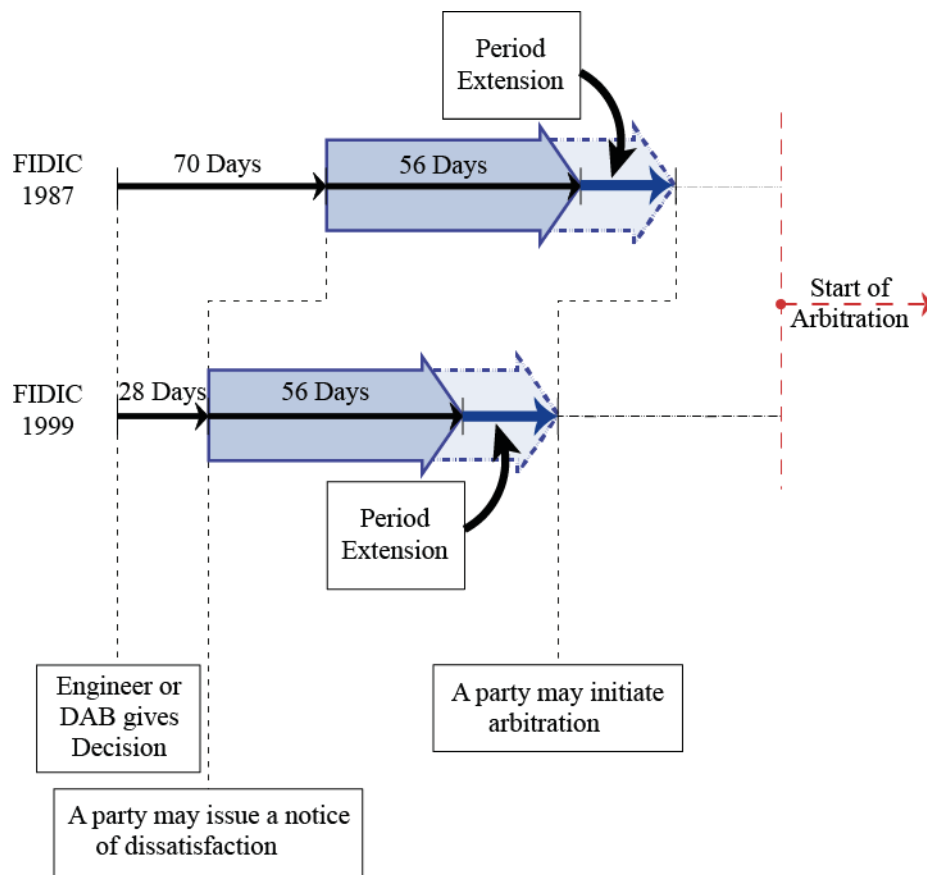 Period
Extension
FIDIC
1987
70 Days
56 Days
Start of
Arbitration
FIDIC
1999
28 Days
56 Days
Period
Extension
Engineer or
DAB gives
Decision
A party may initiate
arbitration
A party may issue a notice
of dissatisfaction